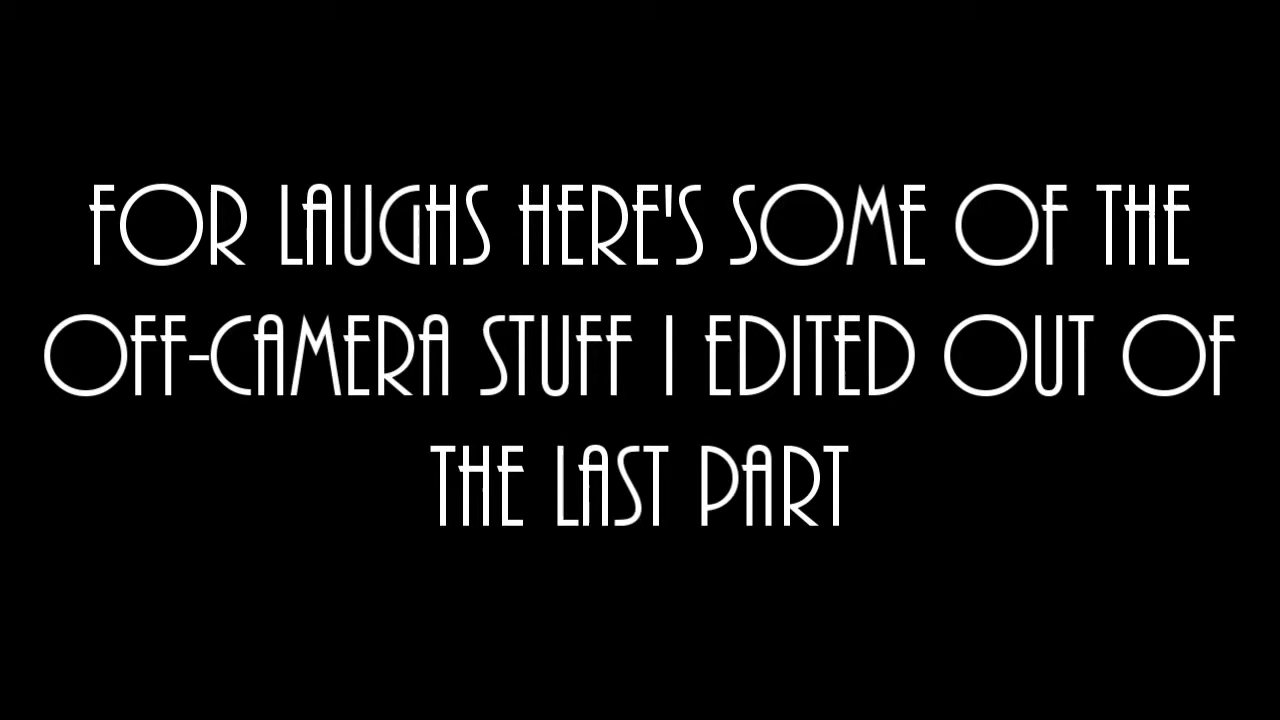 FOR LAUGHS HERE'S SOME OF THE
OFF-CAMERA STUFF I EDITED OUT OF
THE LAST PART